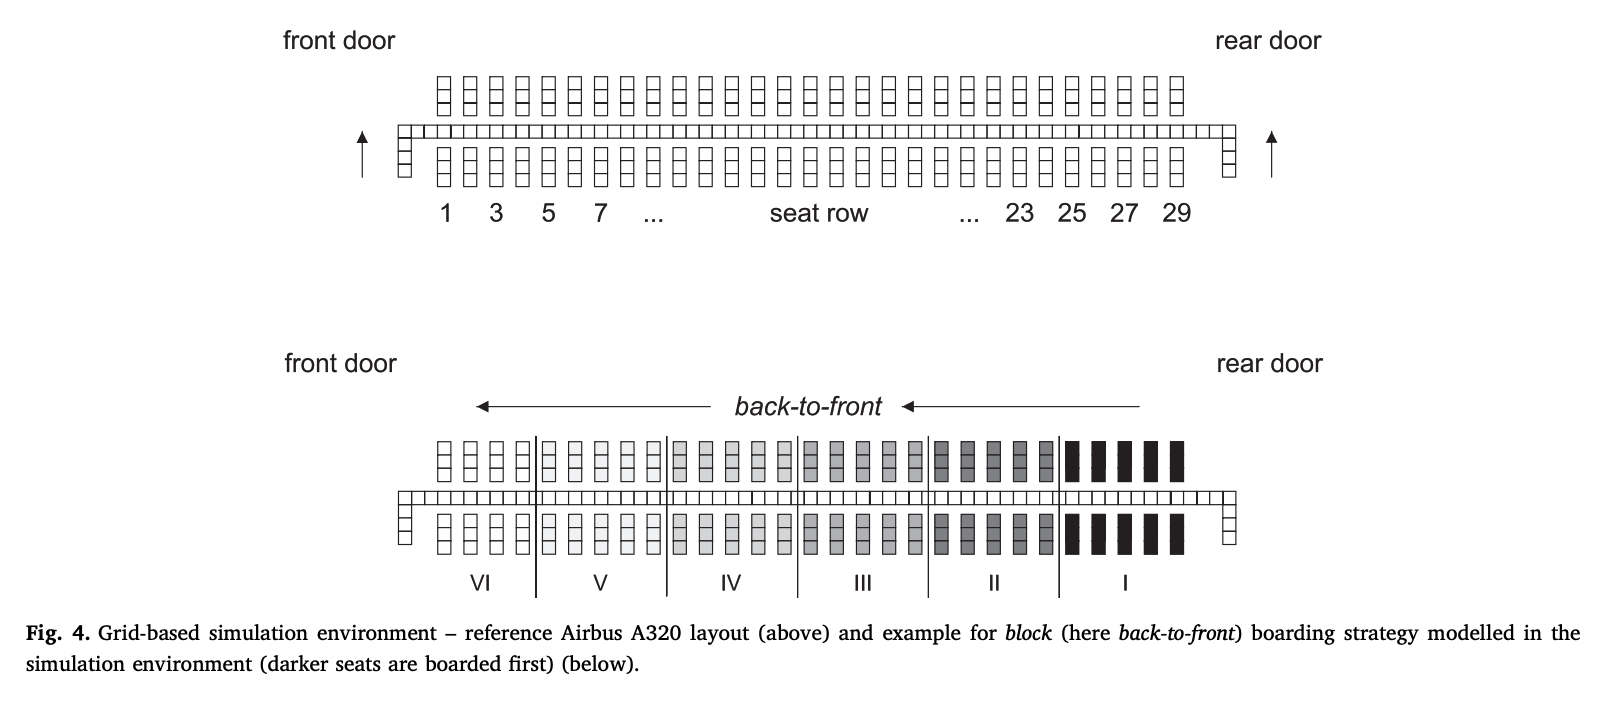 front door rear door
1 3 5 7 ... seat row ... 23 25 27 29
front door rear door
back-to-front
VI V IV III II I
Fig. 4. Grid-based simulation environment – reference Airbus A320 layout (above) and example for block (here back-to-front) boarding strategy modelled in the
simulation environment (darker seats are boarded first) (below).